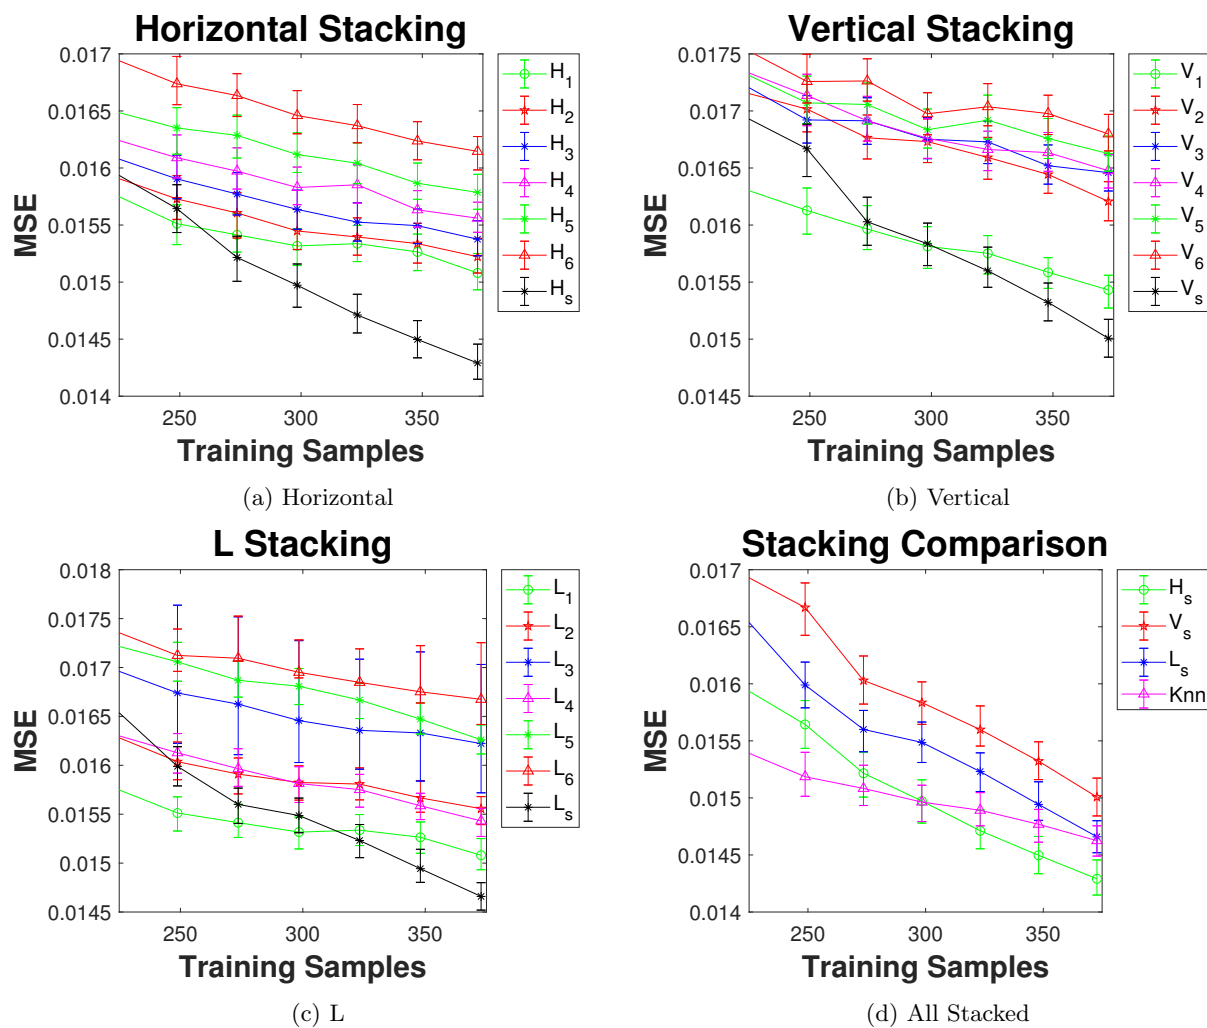 Horizontal Stacking
0.017
0.0165
0.016
0.0155
0.015
0.0145
0.014
MSE
250 300 350
Training Samples
H1
H2
H3
H4
H5
H6
Hs
(a) Horizontal
Vertical Stacking
0.0175
0.017
0.0165
0.016
0.0155
0.015
0.0145
MSE
250 300 350
Training Samples
V1
V2
V3
V4
V5
V6
Vs
(b) Vertical
L Stacking
0.018
0.0175
0.017
0.0165
0.016
0.0155
0.015
0.0145
MSE
250 300 350
Training Samples
L1
L2
L3
L4
L5
L6
Ls
(c) L
Stacking Comparison
0.017
0.0165
0.016
0.0155
0.015
0.0145
0.014
MSE
250 300 350
Training Samples
Hs
Vs
Ls
Knn
(d) All Stacked